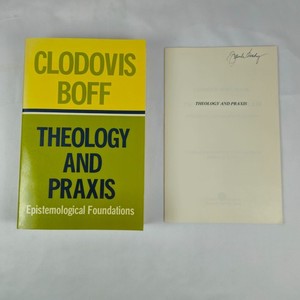 CLODOVIS
BOFF
THEOLOGY
AND
PRAXIS
Epistemological Foundations
THEOLOGY AND PRAXIS